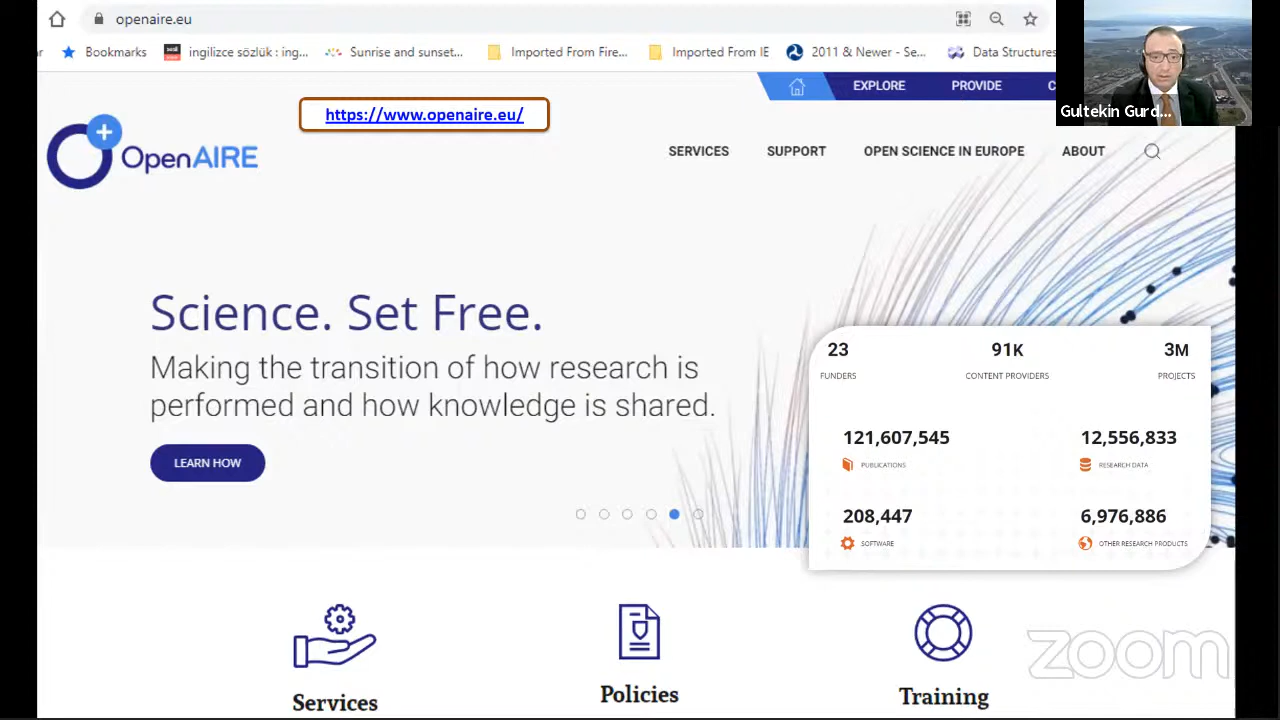 openaire.eu
Bookmarks
ingilizce sözlük : ing...
Sunrise and sunset...
Imported From Fire...
Imported From IE
2011 & Newer - Se...
Data Structures
EXPLORE
PROVIDE
Gultekin Gurd...
https://www.openaire.eu/
OpenAIRE
SERVICES
SUPPORT
OPEN SCIENCE IN EUROPE
ABOUT
Science. Set Free.
Making the transition of how research is
performed and how knowledge is shared.
LEARN HOW
23
FUNDERS
91K
CONTENT PROVIDERS
3M
PROJECTS
121,607,545
PUBLICATIONS
12,556,833
RESEARCH DATA
208,447
SOFTWARE
6,976,886
OTHER RESEARCH PRODUCTS
Services
Policies
Training
zoom